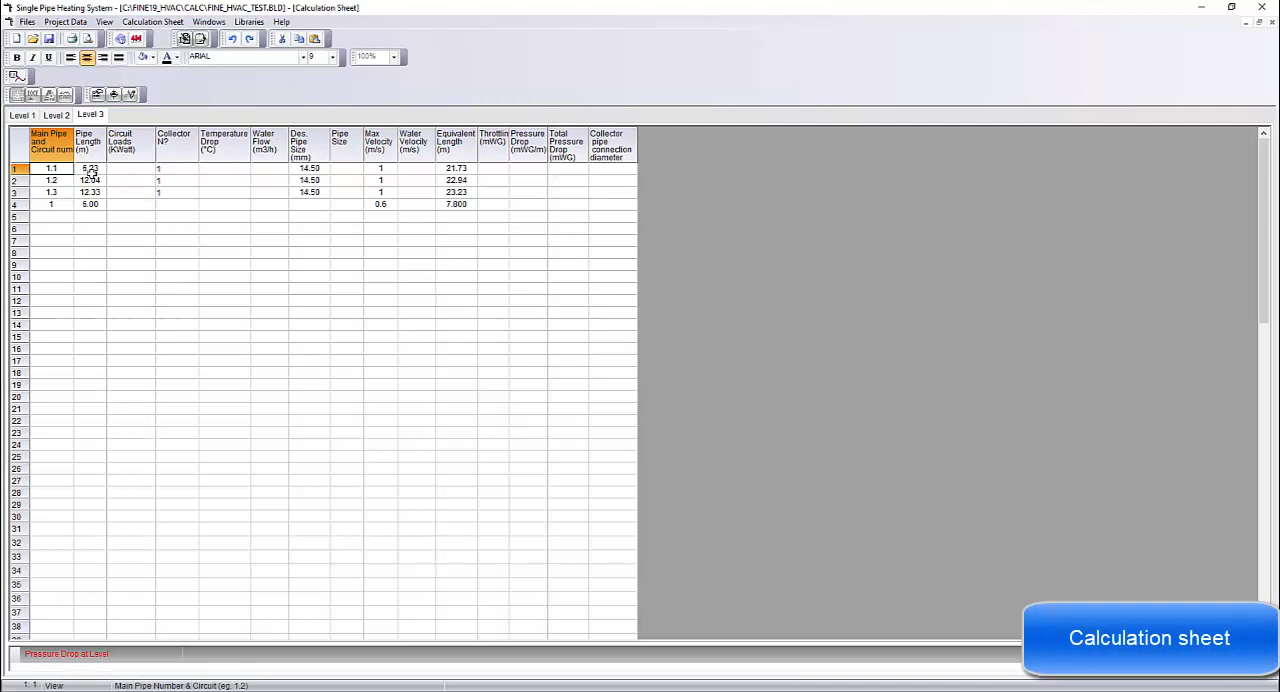 Single Pipe Heating System - [C:\FINE19_HVAC\CALC\FINE_HVAC_TEST.BLD] - [Calculation Sheet]
Files Project Data View Calculation Sheet Windows Libraries Help
B I U ARIAL 9 100%
Level 1 Level 2 Level 3
Main Pipe and Circuit num
Pipe Length (m)
Circuit Loads (KWatt)
Collector N?
Temperature Drop (°C)
Water Flow (m3/h)
Des. Pipe Size (mm)
Pipe Size
Max Velocity (m/s)
Water Velocity (m/s)
Equivalent Length (m)
Throttlin (mWG)
Pressure Drop (mWG/m)
Total Pressure Drop (mWG)
Collector pipe connection diameter
1 1.1 1 14.50 1 21.73
2 1.2 1 14.50 1 22.94
3 1.3 12.33 1 14.50 1 23.23
4 1 6.00 0.6 7.800
5
6
7
8
9
10
11
12
13
14
15
16
17
18
19
20
21
22
23
24
25
26
27
28
29
30
31
32
33
34
35
36
37
38
Pressure Drop at Level
Calculation sheet
1: 1 View Main Pipe Number & Circuit (eg. 1.2)